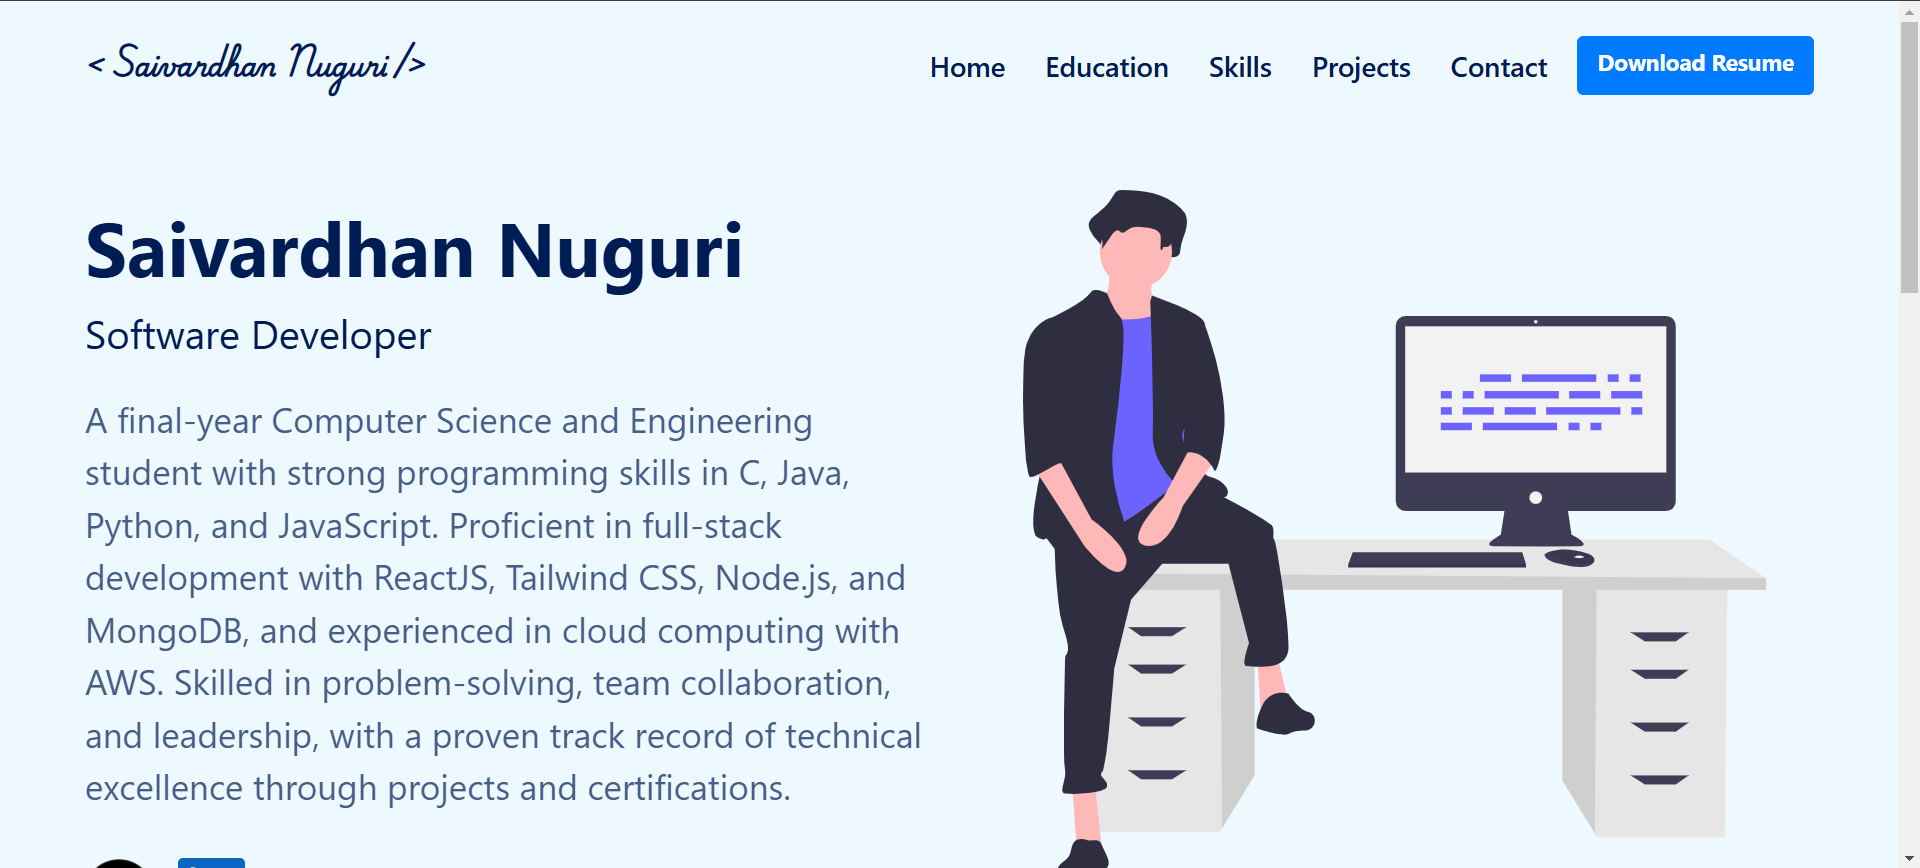 < Saivardhan Nuguri />
Home Education Skills Projects Contact Download Resume
Saivardhan Nuguri
Software Developer
A final-year Computer Science and Engineering
student with strong programming skills in C, Java,
Python, and JavaScript. Proficient in full-stack
development with ReactJS, Tailwind CSS, Node.js, and
MongoDB, and experienced in cloud computing with
AWS. Skilled in problem-solving, team collaboration,
and leadership, with a proven track record of technical
excellence through projects and certifications.